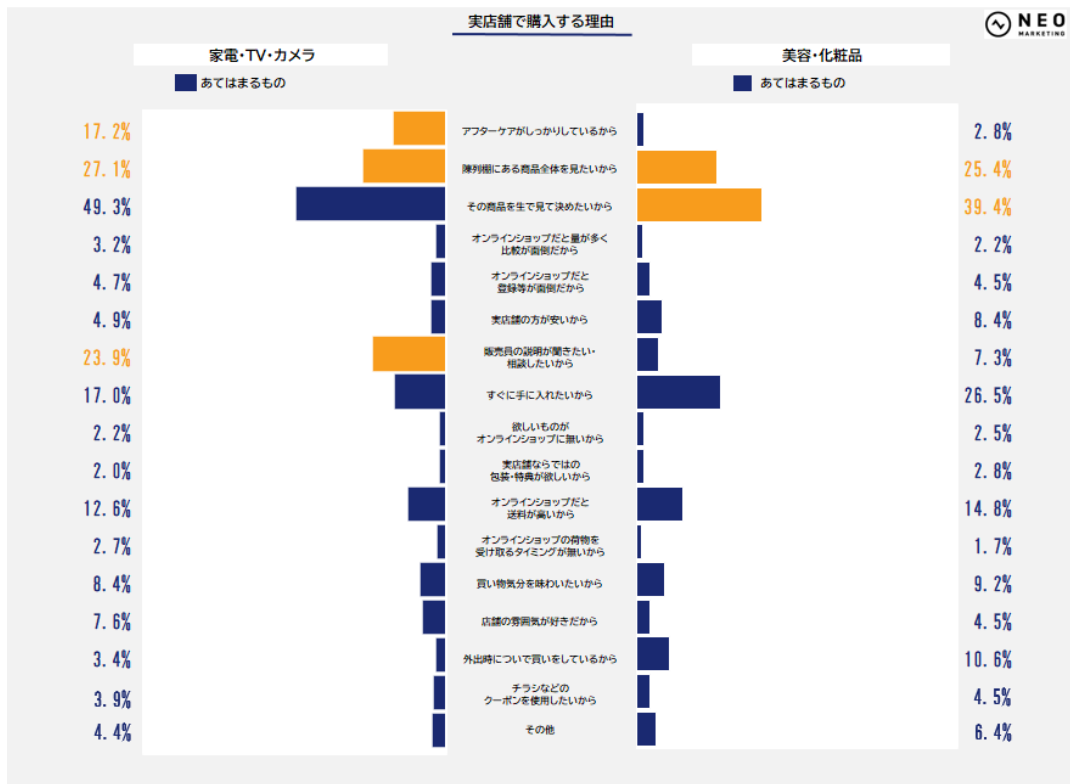 実店舗で購入する理由
NEO
MARKETING
家電・TV・カメラ
美容・化粧品
あてはまるもの
あてはまるもの
17.2%
アフターケアがしっかりしているから
2.8%
27.1%
陳列棚にある商品全体を見たいから
25.4%
49.3%
その商品を生で見て決めたいから
39.4%
3.2%
オンラインショップだと量が多く
比較が面倒だから
2.2%
4.7%
オンラインショップだと
登録等が面倒だから
4.5%
4.9%
実店舗の方が安いから
8.4%
23.9%
販売員の説明が聞きたい・
相談したいから
7.3%
17.0%
すぐに手に入れたいから
26.5%
2.2%
欲しいものが
オンラインショップに無いから
2.5%
2.0%
実店舗ならではの
包装・特典が欲しいから
2.8%
12.6%
オンラインショップだと
送料が高いから
14.8%
2.7%
オンラインショップの荷物を
受け取るタイミングが無いから
1.7%
8.4%
買い物気分を味わいたいから
9.2%
7.6%
店舗の雰囲気が好きだから
4.5%
3.4%
外出時についで買いをしているから
10.6%
3.9%
チラシなどの
クーポンを使用したいから
4.5%
4.4%
その他
6.4%